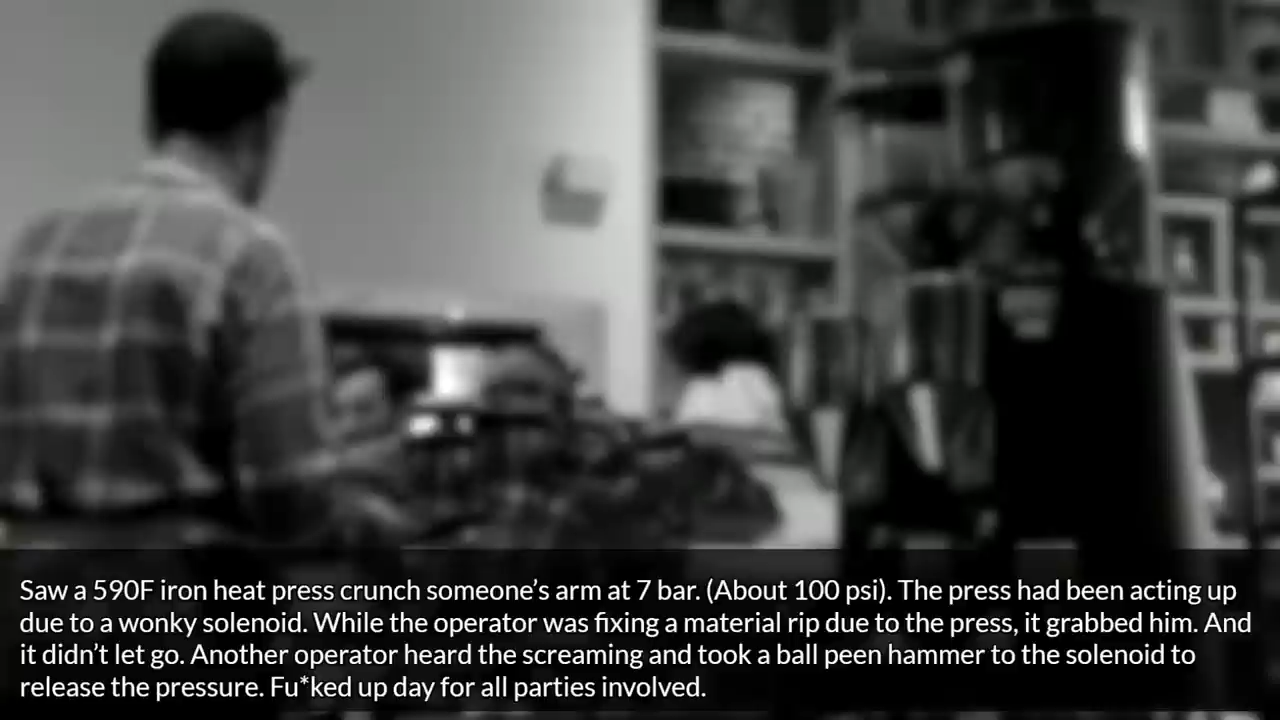 Saw a 590F iron heat press crunch someone’s arm at 7 bar. (About 100 psi). The press had been acting up
due to a wonky solenoid. While the operator was fixing a material rip due to the press, it grabbed him. And
it didn’t let go. Another operator heard the screaming and took a ball peen hammer to the solenoid to
release the pressure. Fu*ked up day for all parties involved.